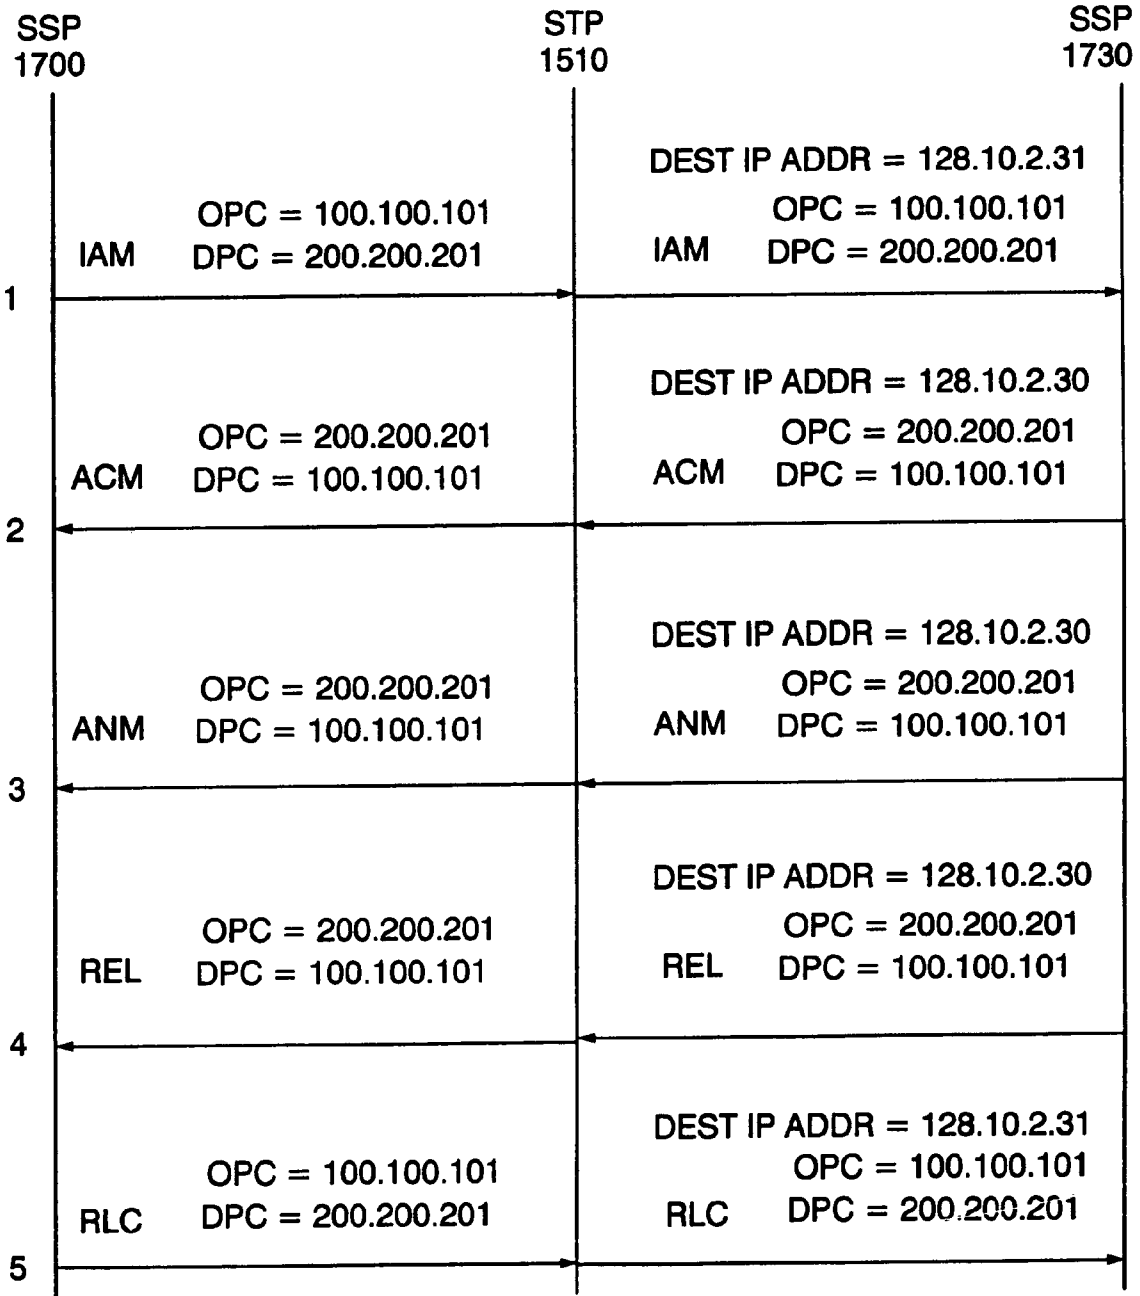 SSP
1700
STP
1510
SSP
1730
DEST IP ADDR = 128.10.2.31
OPC = 100.100.101
IAM DPC = 200.200.201
OPC = 100.100.101
IAM DPC = 200.200.201
1
DEST IP ADDR = 128.10.2.30
OPC = 200.200.201
ACM DPC = 100.100.101
OPC = 200.200.201
ACM DPC = 100.100.101
2
DEST IP ADDR = 128.10.2.30
OPC = 200.200.201
ANM DPC = 100.100.101
OPC = 200.200.201
ANM DPC = 100.100.101
3
DEST IP ADDR = 128.10.2.30
OPC = 200.200.201
REL DPC = 100.100.101
OPC = 200.200.201
REL DPC = 100.100.101
4
DEST IP ADDR = 128.10.2.31
OPC = 100.100.101
RLC DPC = 200.200.201
OPC = 100.100.101
RLC DPC = 200.200.201
5